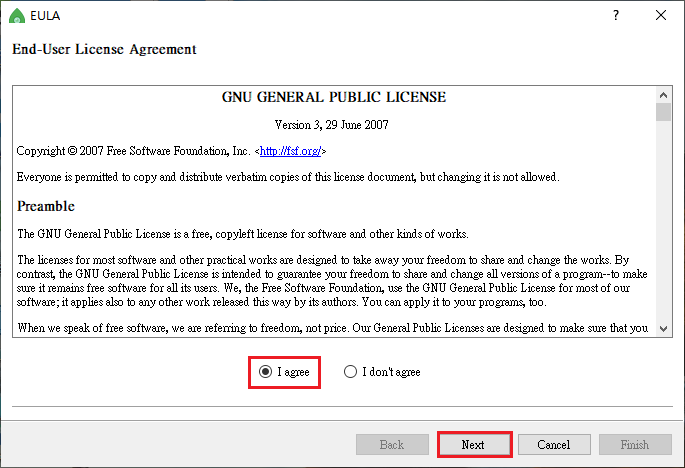 EULA
?
End-User License Agreement
GNU GENERAL PUBLIC LICENSE
Version 3, 29 June 2007
Copyright © 2007 Free Software Foundation, Inc. <http://fsf.org/>
Everyone is permitted to copy and distribute verbatim copies of this license document, but changing it is not allowed.
Preamble
The GNU General Public License is a free, copyleft license for software and other kinds of works.
The licenses for most software and other practical works are designed to take away your freedom to share and change the works. By
contrast, the GNU General Public License is intended to guarantee your freedom to share and change all versions of a program--to make
sure it remains free software for all its users. We, the Free Software Foundation, use the GNU General Public License for most of our
software; it applies also to any other work released this way by its authors. You can apply it to your programs, too.
When we speak of free software, we are referring to freedom, not price. Our General Public Licenses are designed to make sure that you
I agree
I don't agree
Back
Next
Cancel
Finish